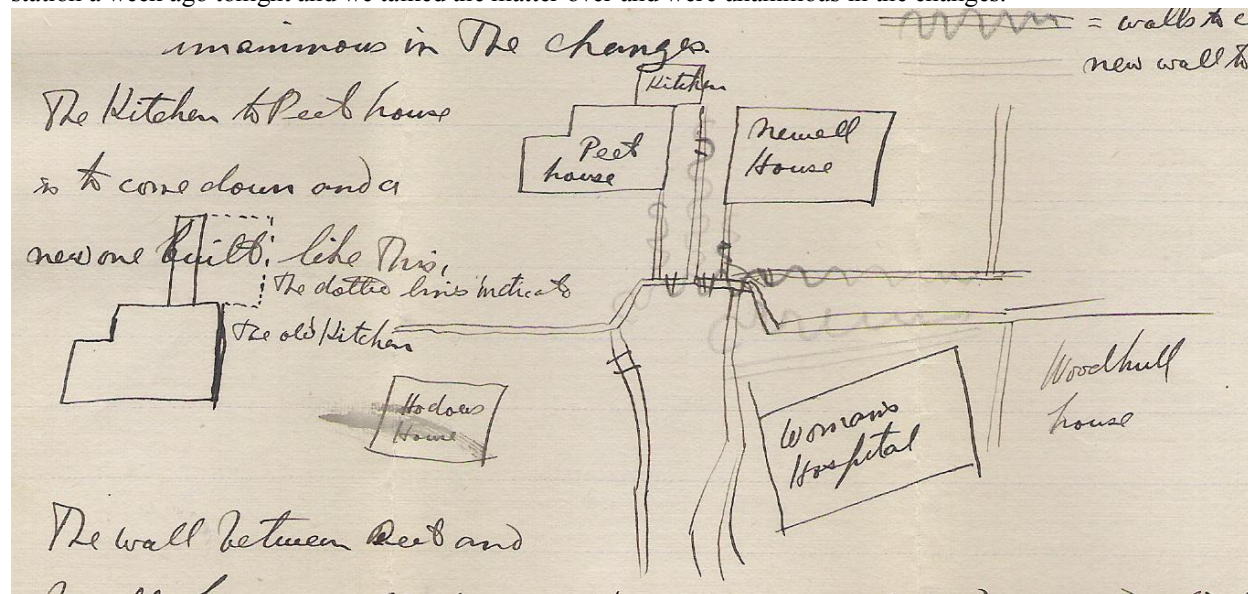 station a week ago tonight and we talked the matter over and were unanimous in the changes.
unanimous in The changes.
= walls to c
new wall to
The Kitchen to Peet house
is to come down and a
new one built, like This,
The dotted lines indicate
The old Kitchen
Kitchen
Peet
house
Newell
House
Hodous
Home
Woman's
Hospital
Woodhull
house
The wall between Peet and